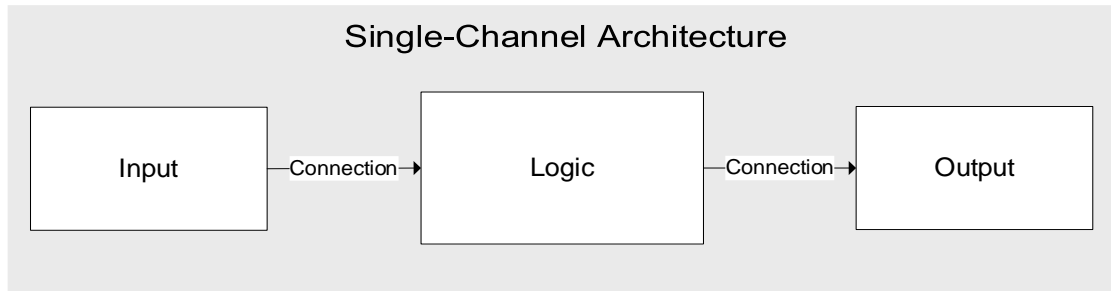 Single-Channel Architecture
Input
Connection
Logic
Connection
Output